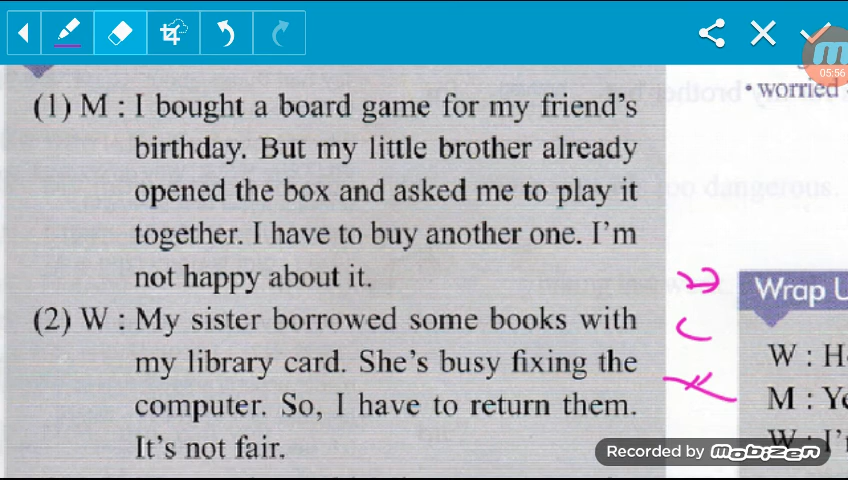 05:56
• worried
(1) M : I bought a board game for my friend's
birthday. But my little brother already
opened the box and asked me to play it
together. I have to buy another one. I'm
not happy about it.
(2) W : My sister borrowed some books with
my library card. She's busy fixing the
computer. So, I have to return them.
It's not fair.
too dangerous.
Wrap U
W : H
M : Ye
W : I'
Recorded by mobizen